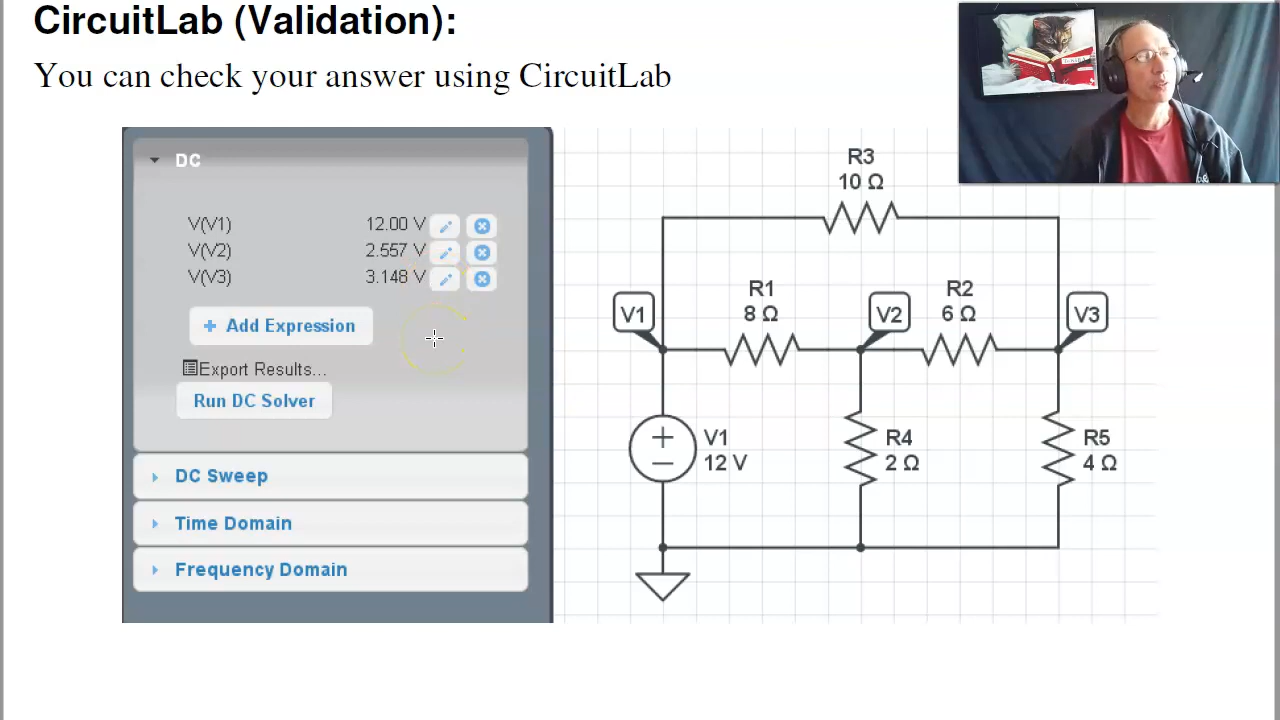 CircuitLab (Validation):
You can check your answer using CircuitLab
DC
V(V1) 12.00 V
V(V2) 2.557 V
V(V3) 3.148 V
+ Add Expression
Export Results...
Run DC Solver
DC Sweep
Time Domain
Frequency Domain
R3
10 Ω
R1
8 Ω
R2
6 Ω
V1
V2
V3
+
−
V1
12 V
R4
2 Ω
R5
4 Ω